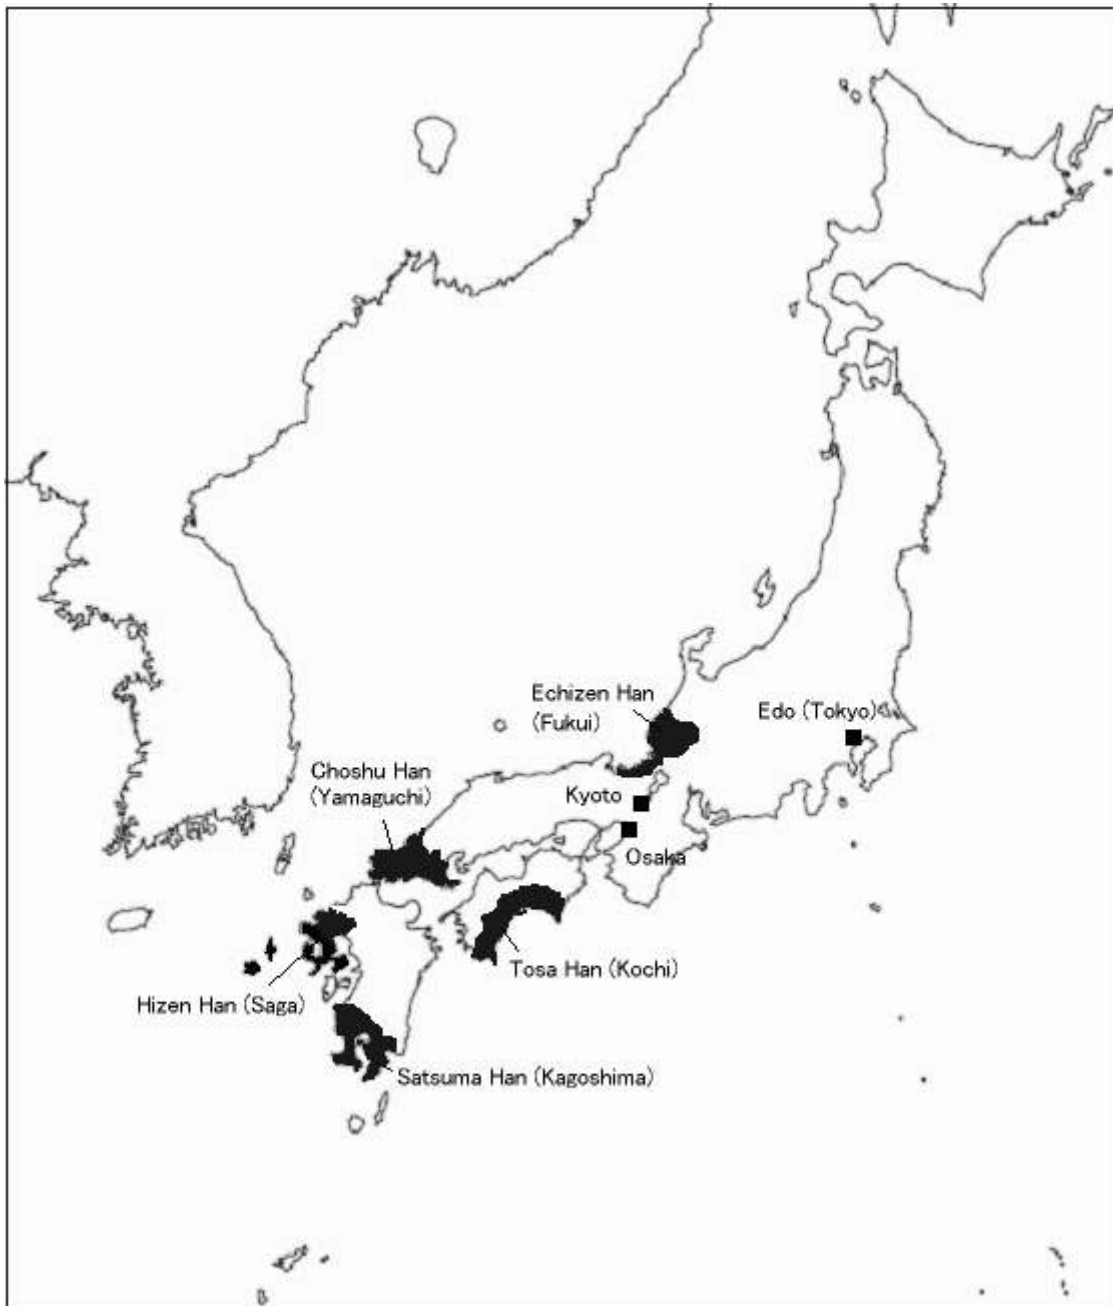 Echizen Han
(Fukui)
Edo (Tokyo)
Choshu Han
(Yamaguchi)
Kyoto
Osaka
Tosa Han (Kochi)
Hizen Han (Saga)
Satsuma Han (Kagoshima)